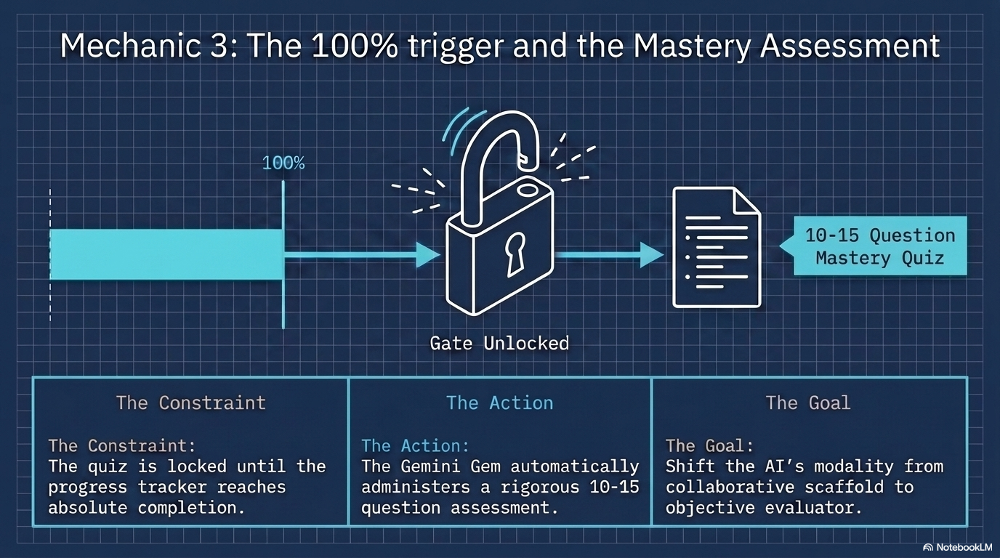 Mechanic 3: The 100% trigger and the Mastery Assessment
100%
10-15 Question
Mastery Quiz
Gate Unlocked
The Constraint
The Constraint:
The quiz is locked until the
progress tracker reaches
absolute completion.
The Action
The Action:
The Gemini Gem automatically
administers a rigorous 10-15
question assessment.
The Goal
The Goal:
Shift the AI’s modality from
collaborative scaffold to
objective evaluator.
NotebookLM